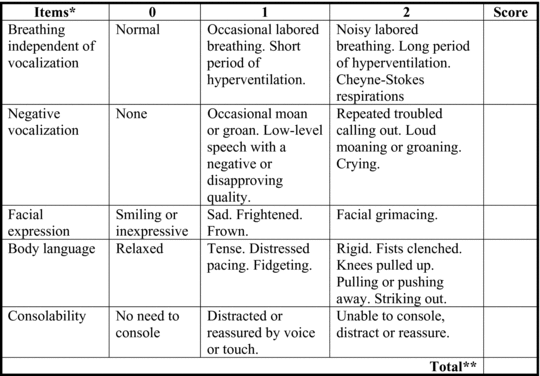 Items* 0 1 2 Score
Breathing Normal Occasional labored Noisy labored
independent of breathing. Short breathing. Long period
vocalization period of of hyperventilation.
hyperventilation. Cheyne-Stokes
respirations
Negative None Occasional moan Repeated troubled
vocalization or groan. Low-level calling out. Loud
speech with a moaning or groaning.
negative or Crying.
disapproving
quality.
Facial Smiling or Sad. Frightened. Facial grimacing.
expression inexpressive Frown.
Body language Relaxed Tense. Distressed Rigid. Fists clenched.
pacing. Fidgeting. Knees pulled up.
Pulling or pushing
away. Striking out.
Consolability No need to Distracted or Unable to console,
console reassured by voice distract or reassure.
or touch.
Total**